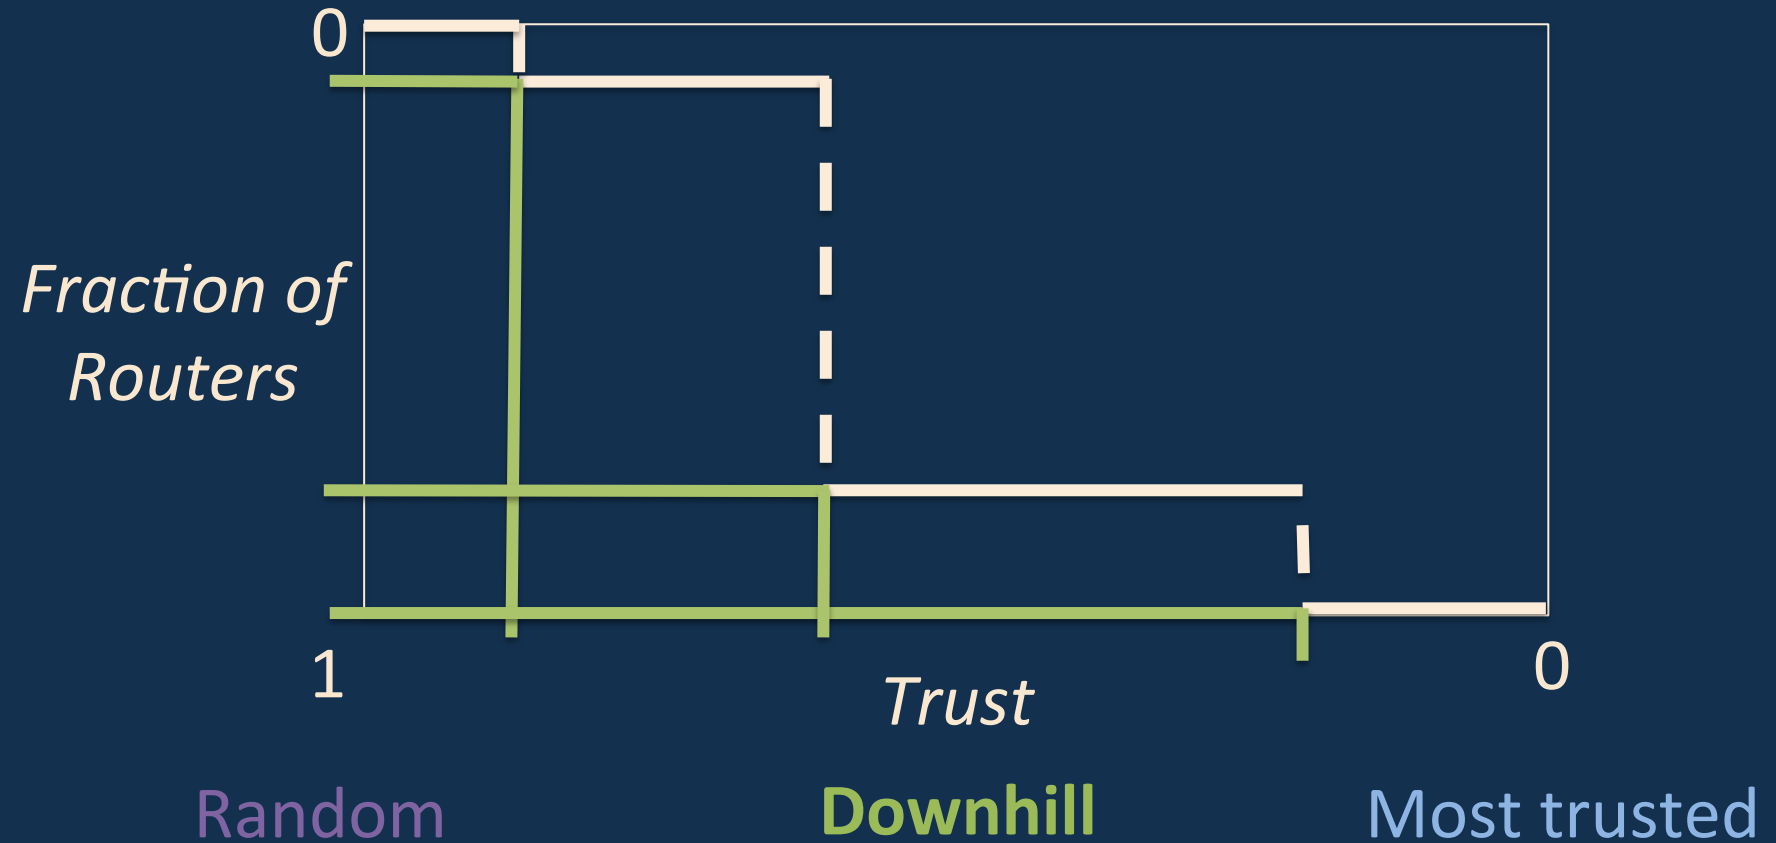 0
Fraction of
Routers
1
0
Trust
Random
Downhill
Most trusted